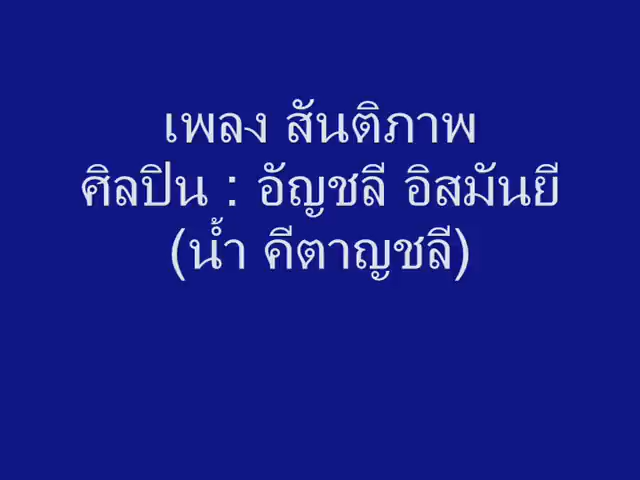 เพลง สันติภาพ
ศิลปิน : อัญชลี อิสมันยี
(น้ำ คีตาญชลี)